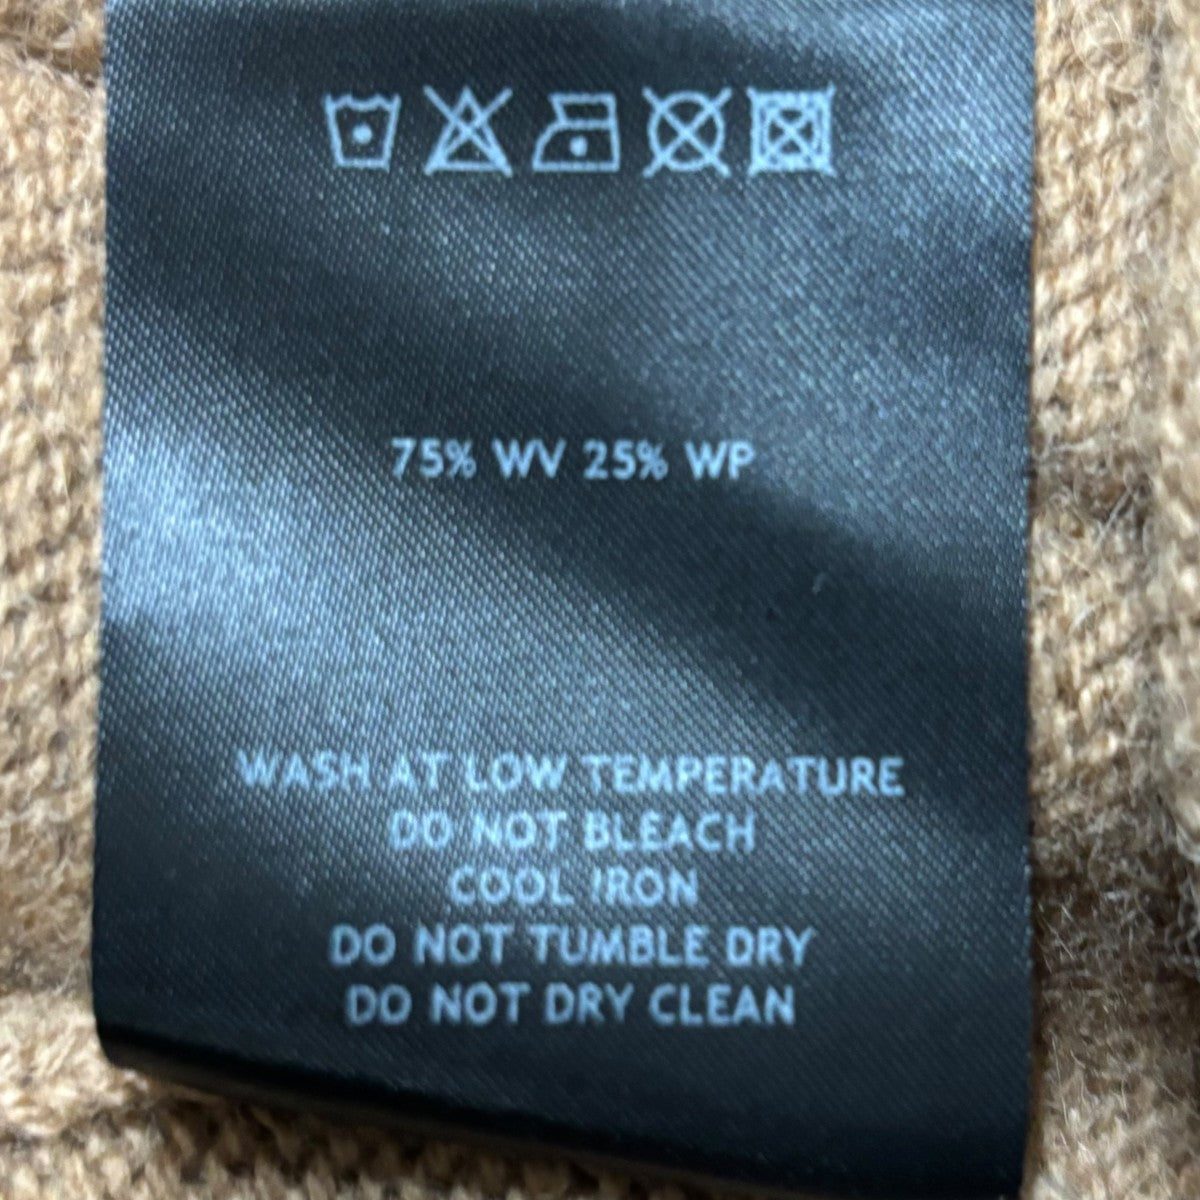 75% WV 25% WP
WASH AT LOW TEMPERATURE
DO NOT BLEACH
COOL IRON
DO NOT TUMBLE DRY
DO NOT DRY CLEAN